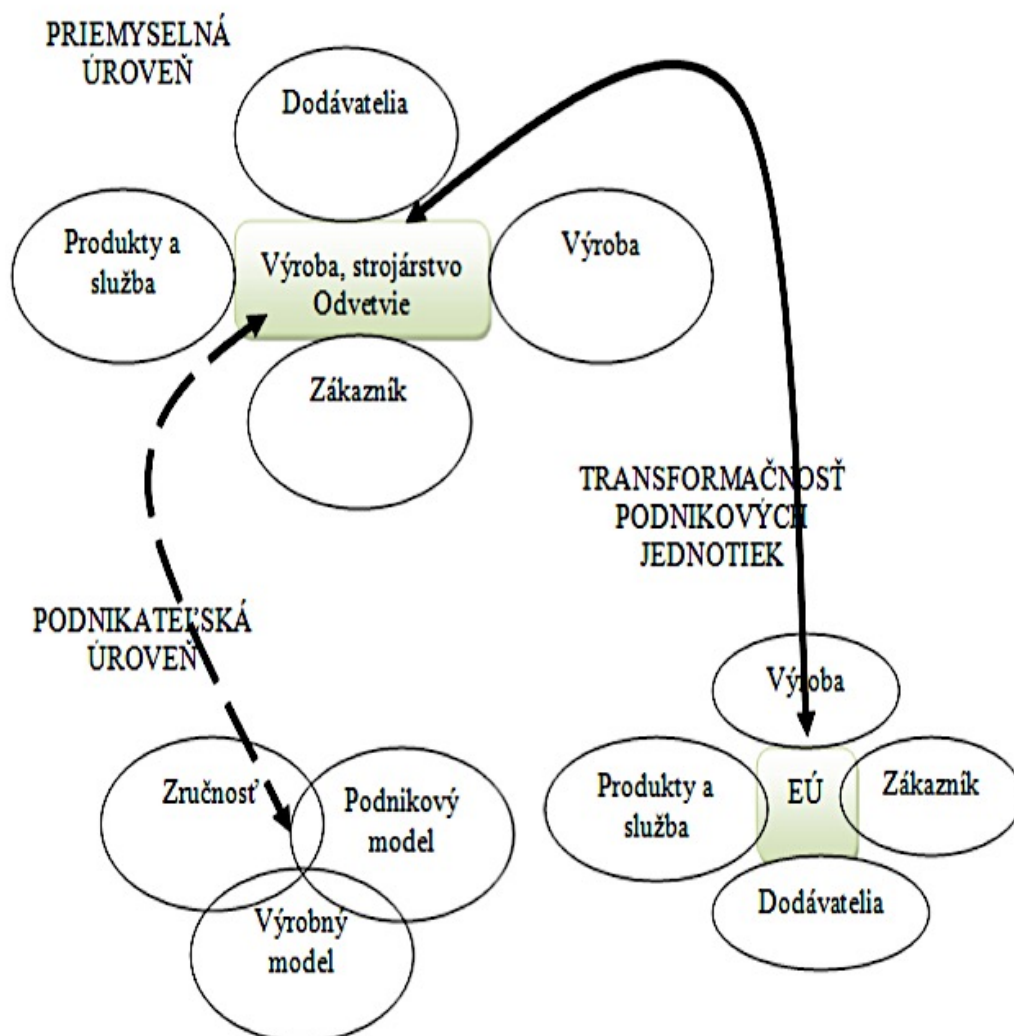 PRIEMYSELNÁ
ÚROVEŇ
Dodávatelia
Produkty a
služba
Výroba, strojárstvo
Odvetvie
Výroba
Zákazník
TRANSFORMAČNOSŤ
PODNIKOVÝCH
JEDNOTIEK
PODNIKATEĽSKÁ
ÚROVEŇ
Zručnosť
Podnikový
model
Výrobný
model
Výroba
Produkty a
služba
EÚ
Zákazník
Dodávatelia